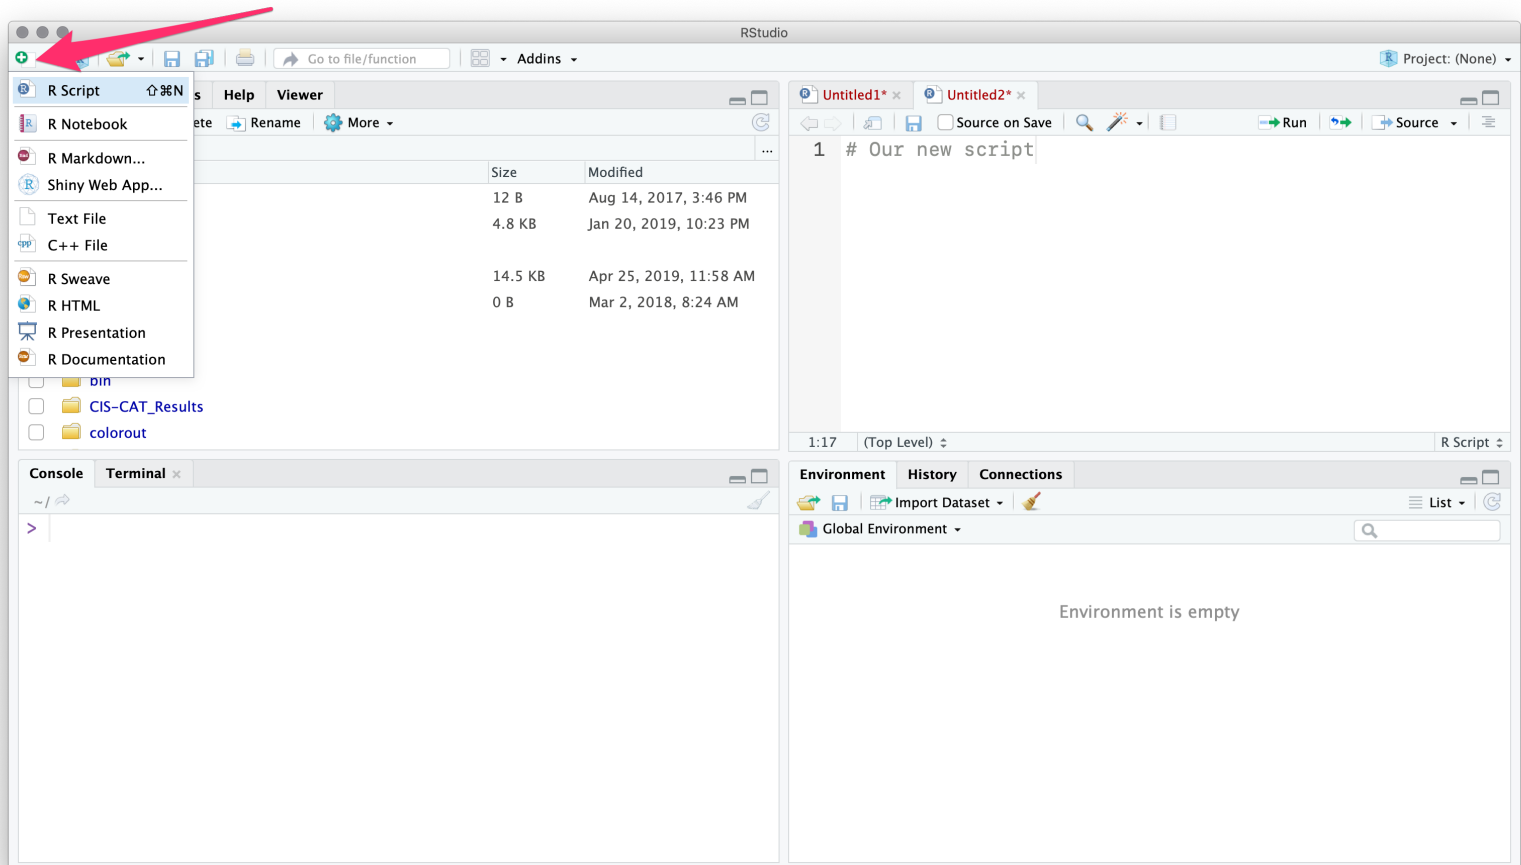 RStudio
Go to file/function
Addins
Project: (None)
R Script ⇧⌘N
R Notebook
R Markdown...
Shiny Web App...
Text File
cpp C++ File
R Sweave
R HTML
R Presentation
R Documentation
s Help Viewer
ete Rename More
...
Size Modified
12 B Aug 14, 2017, 3:46 PM
4.8 KB Jan 20, 2019, 10:23 PM
14.5 KB Apr 25, 2019, 11:58 AM
0 B Mar 2, 2018, 8:24 AM
bin
CIS-CAT_Results
colorout
Untitled1* × Untitled2* ×
Source on Save Run Source
1 # Our new script
1:17 (Top Level) R Script
Console Terminal ×
~/
>
Environment History Connections
Import Dataset List
Global Environment
Environment is empty